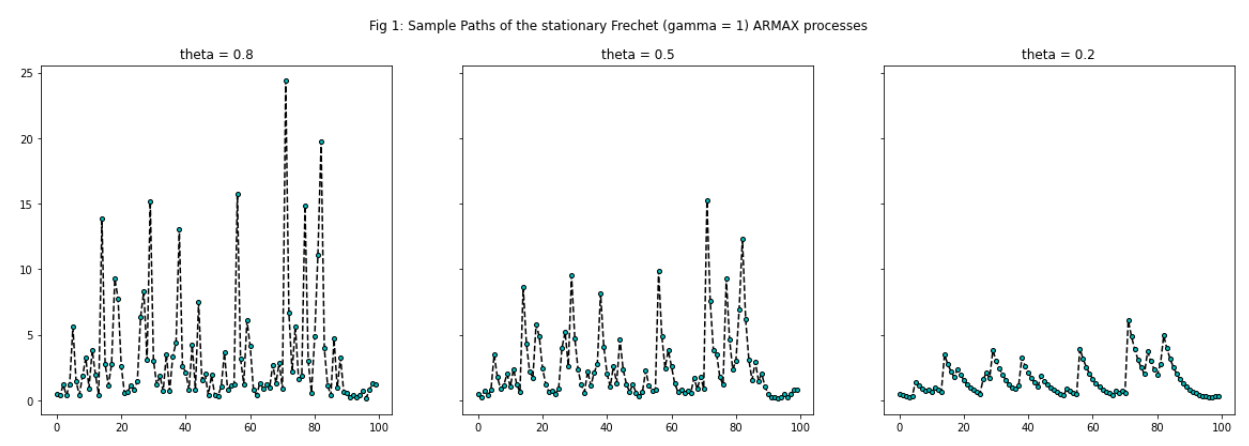 Fig 1: Sample Paths of the stationary Frechet (gamma = 1) ARMAX processes
theta = 0.8
theta = 0.5
theta = 0.2
25
20
15
10
5
0
0 20 40 60 80 100
0 20 40 60 80 100
0 20 40 60 80 100